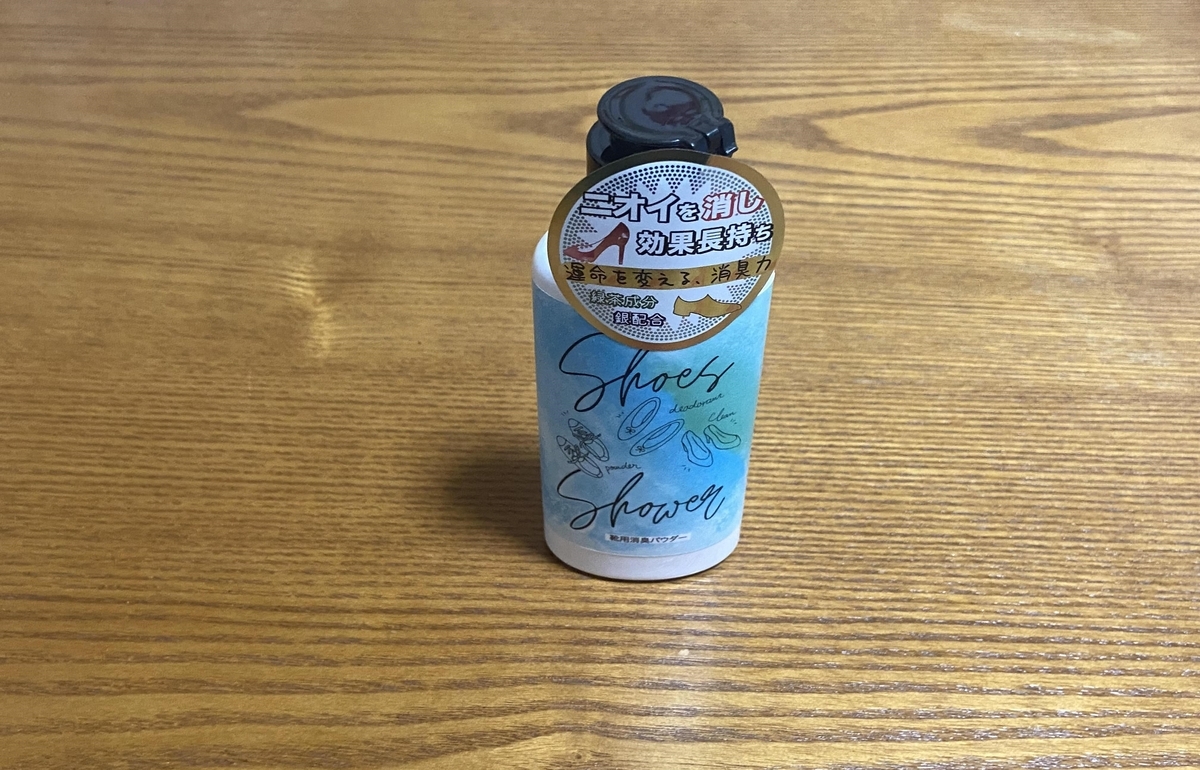 ニオイを消し
効果長持ち
運命を変える、消臭力
緑茶成分
銀配合
Shoes
deodorant
Clean
powder
Shower
靴用消臭パウダー